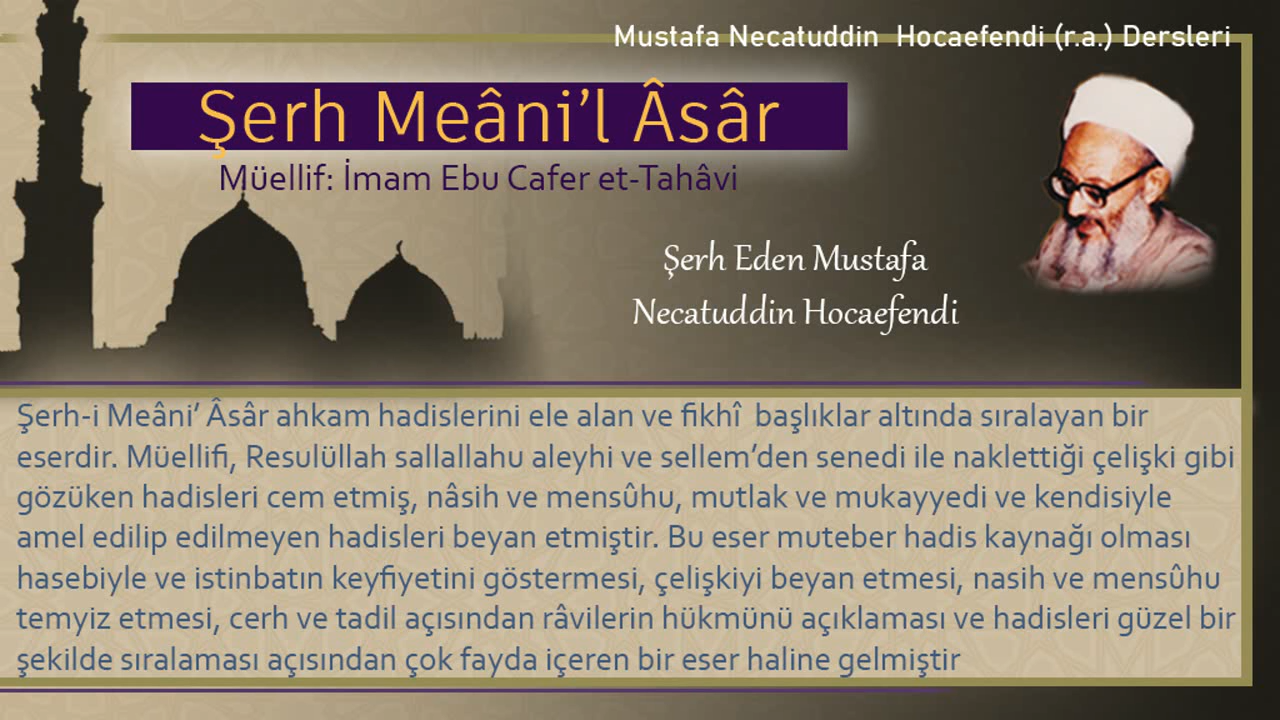 Mustafa Necatuddin Hocaefendi (r.a.) Dersleri
Şerh Meâni’l Âsâr
Müellif: İmam Ebu Cafer et-Tahâvi
Şerh Eden Mustafa
Necatuddin Hocaefendi
Şerh-i Meâni’ Âsâr ahkam hadislerini ele alan ve fikhî başlıklar altında sıralayan bir
eserdir. Müellifi, Resulüllah sallallahu aleyhi ve sellem’den senedi ile naklettiği çelişki gibi
gözüken hadisleri cem etmiş, nâsih ve mensûhu, mutlak ve mukayyedi ve kendisiyle
amel edilip edilmeyen hadisleri beyan etmiştir. Bu eser muteber hadis kaynağı olması
hasebiyle ve istinbatın keyfiyetini göstermesi, çelişkiyi beyan etmesi, nasih ve mensûhu
temyiz etmesi, cerh ve tadil açısından râvilerin hükmünü açıklaması ve hadisleri güzel bir
şekilde sıralaması açısından çok fayda içeren bir eser haline gelmiştir